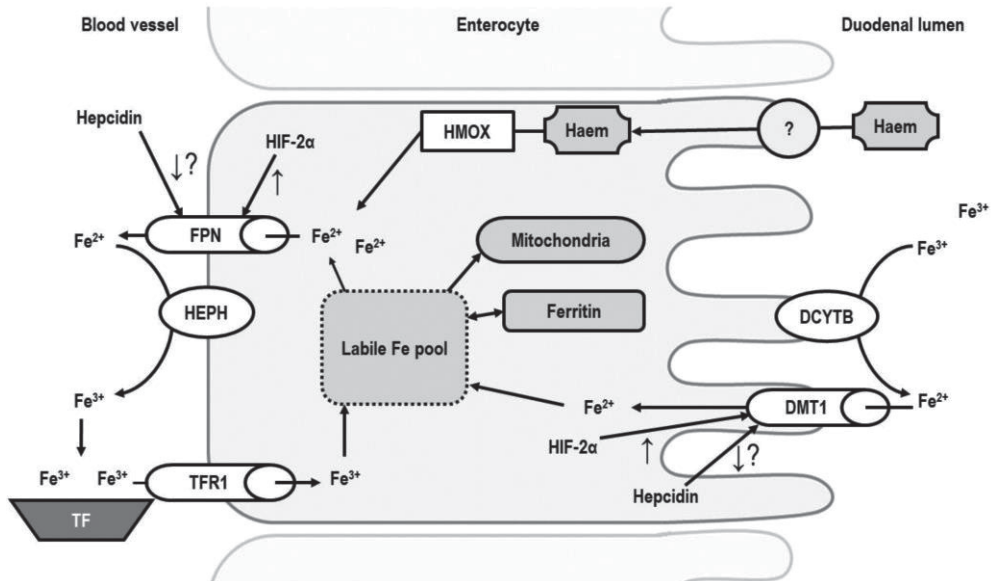 Blood vessel
Enterocyte
Duodenal lumen
Hepcidin
HIF-2α
↓?
↑
HMOX
Haem
?
Haem
Fe³⁺
Fe²⁺
FPN
Fe²⁺
Fe²⁺
Mitochondria
Fe³⁺
HEPH
Ferritin
DCYTB
Labile Fe pool
Fe³⁺
Fe²⁺
DMT1
Fe²⁺
HIF-2α
↑
↓?
Hepcidin
Fe³⁺
Fe³⁺
TFR1
Fe³⁺
TF